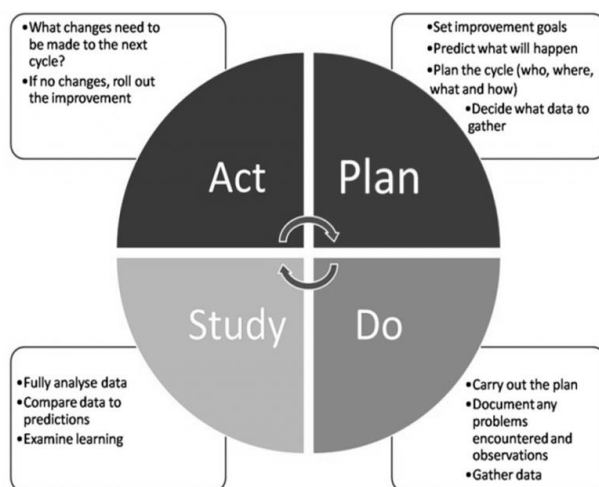 •What changes need to
be made to the next
cycle?
•If no changes, roll out
the improvement
•Set improvement goals
•Predict what will happen
•Plan the cycle (who, where,
what and how)
•Decide what data to
gather
Act
Plan
Study
Do
•Fully analyse data
•Compare data to
predictions
•Examine learning
•Carry out the plan
•Document any
problems
encountered and
observations
•Gather data